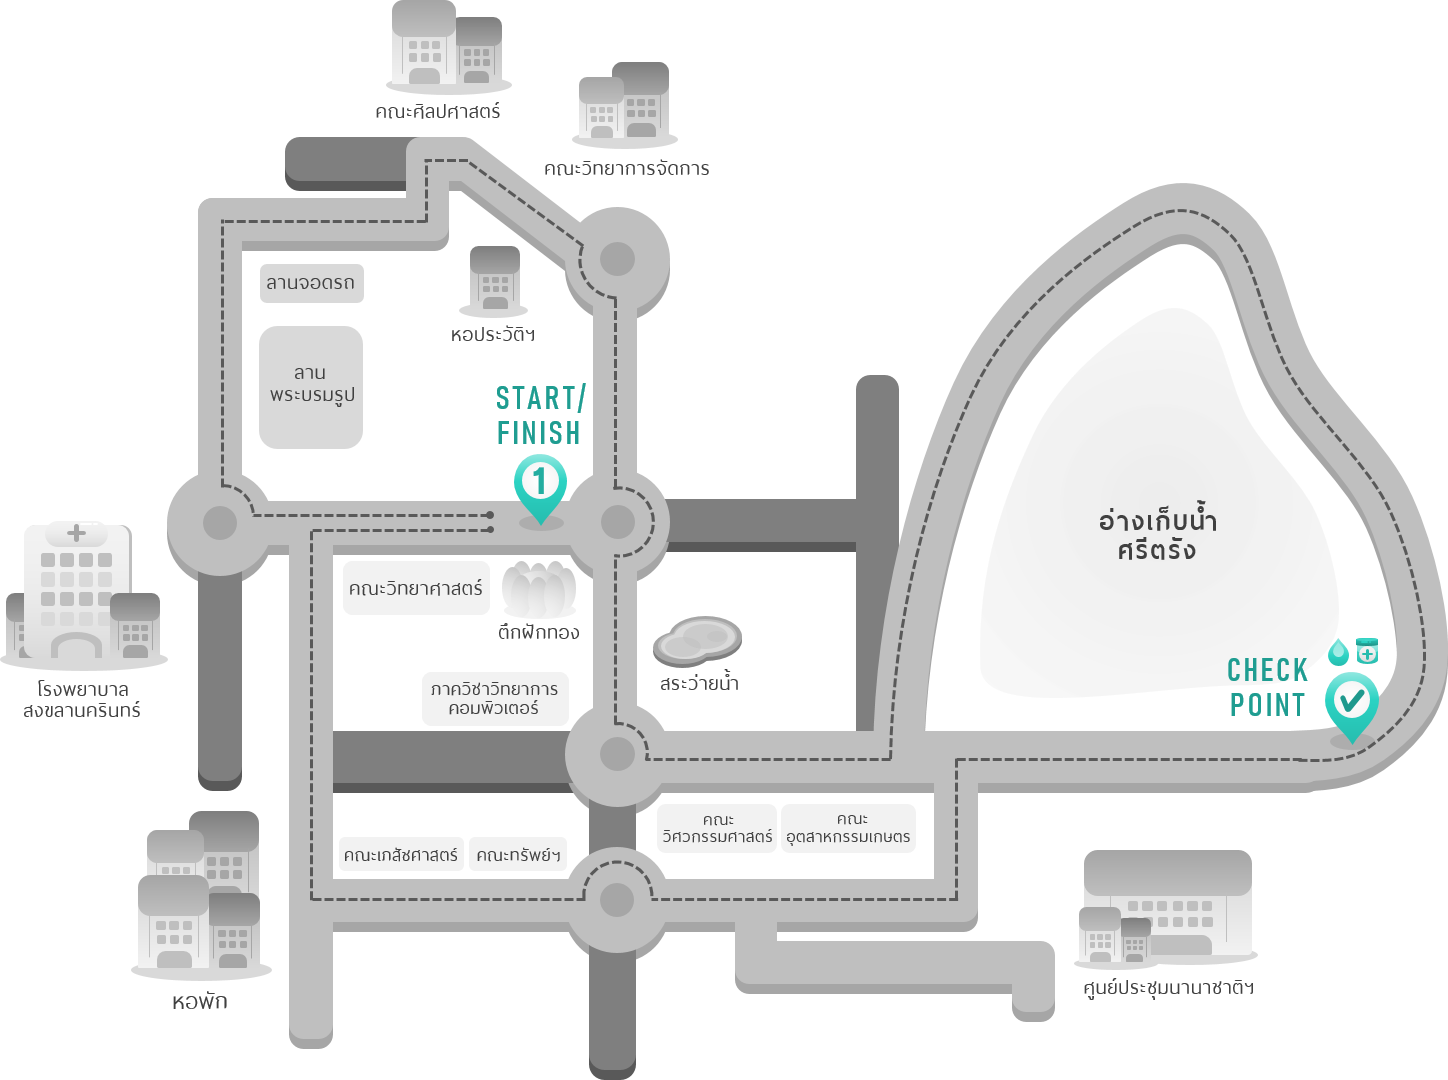 คณะศิลปศาสตร์
คณะวิทยาการจัดการ
ลานจอดรถ
หอประวัติฯ
ลาน
พระบรมรูป
START/
FINISH
1
อ่างเก็บน้ำ
ศรีตรัง
คณะวิทยาศาสตร์
ตึกฟักทอง
สระว่ายน้ำ
โรงพยาบาล
สงขลานครินทร์
ภาควิชาวิทยาการ
คอมพิวเตอร์
CHECK
POINT
คณะ
วิศวกรรมศาสตร์
คณะ
อุตสาหกรรมเกษตร
คณะเภสัชศาสตร์
คณะทรัพย์ฯ
หอพัก
ศูนย์ประชุมนานาชาติฯ